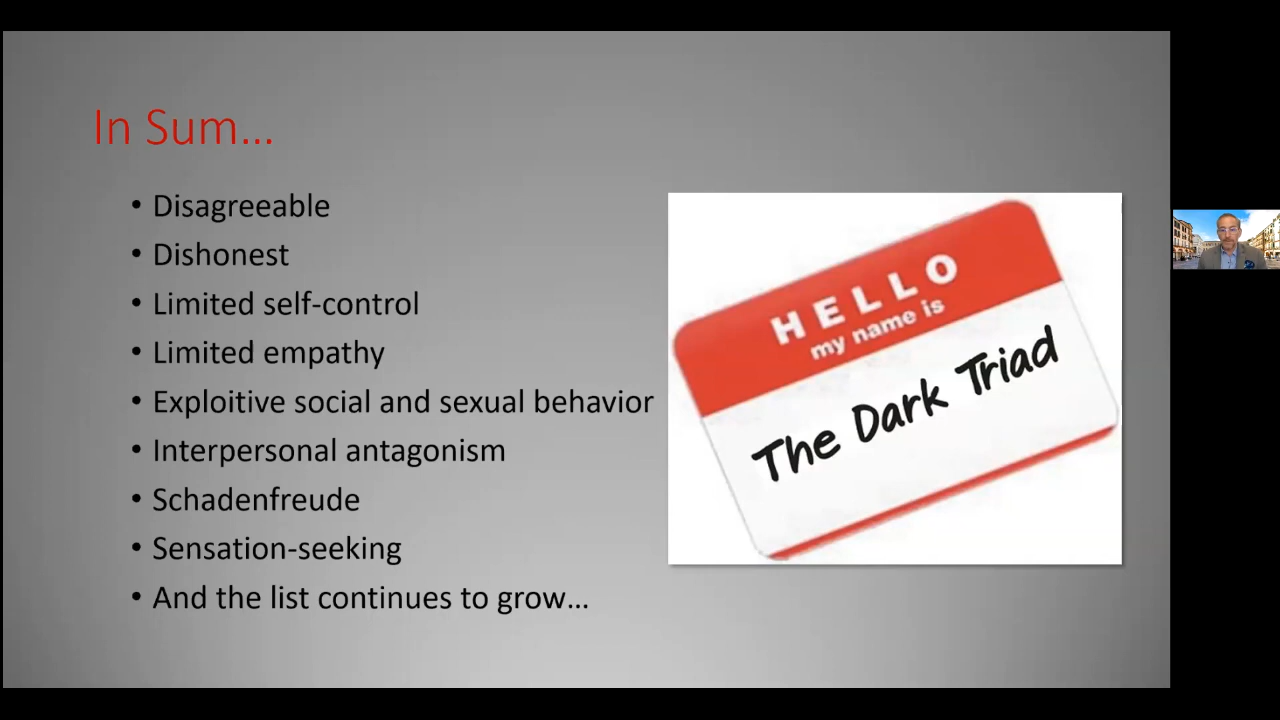 In Sum...
• Disagreeable
• Dishonest
• Limited self-control
• Limited empathy
• Exploitive social and sexual behavior
• Interpersonal antagonism
• Schadenfreude
• Sensation-seeking
• And the list continues to grow...
HELLO
my name is
The Dark Triad